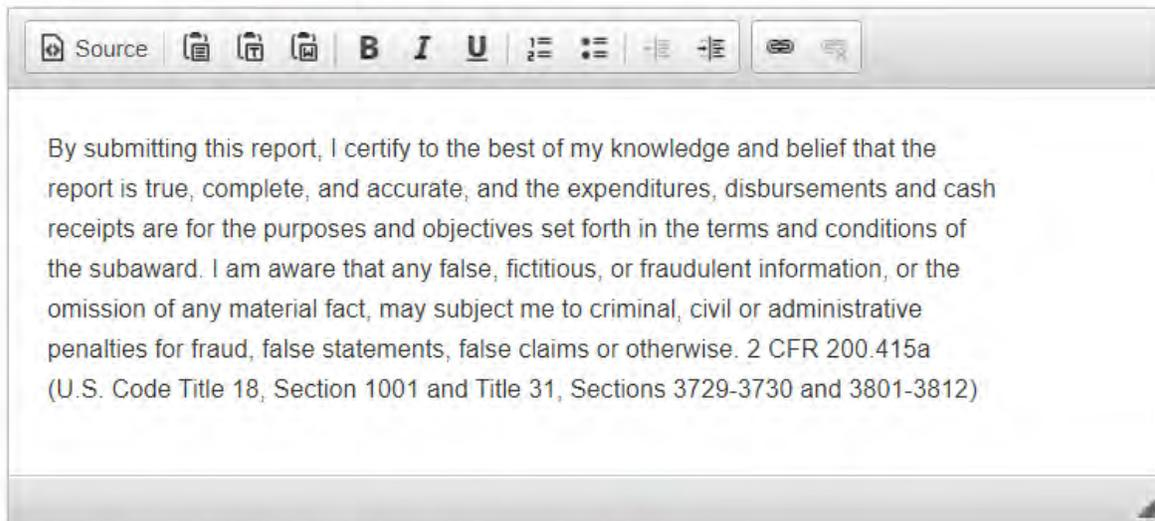 Source B I U
By submitting this report, I certify to the best of my knowledge and belief that the
report is true, complete, and accurate, and the expenditures, disbursements and cash
receipts are for the purposes and objectives set forth in the terms and conditions of
the subaward. I am aware that any false, fictitious, or fraudulent information, or the
omission of any material fact, may subject me to criminal, civil or administrative
penalties for fraud, false statements, false claims or otherwise. 2 CFR 200.415a
(U.S. Code Title 18, Section 1001 and Title 31, Sections 3729-3730 and 3801-3812)